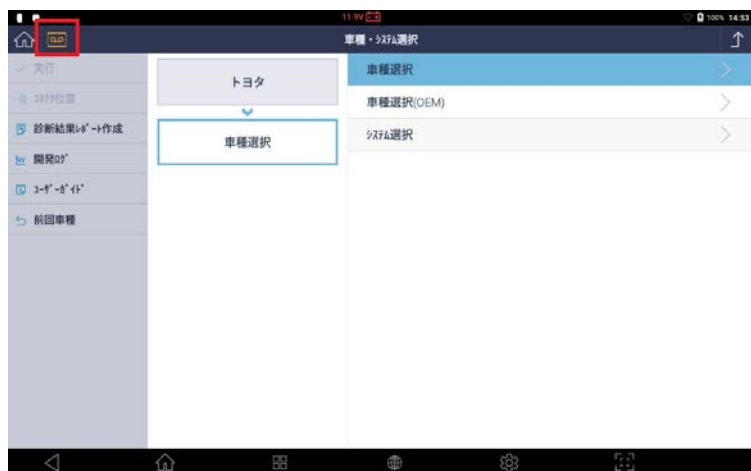 11.9V
100% 14:53
車種・ｼｽﾃﾑ選択
実行
ｺﾈｸﾀ位置
診断結果ﾚﾎﾟｰﾄ作成
開発ﾛｸﾞ
ﾕｰｻﾞｰｶﾞｲﾄﾞ
前回車種
トヨタ
車種選択
車種選択
車種選択(OEM)
ｼｽﾃﾑ選択